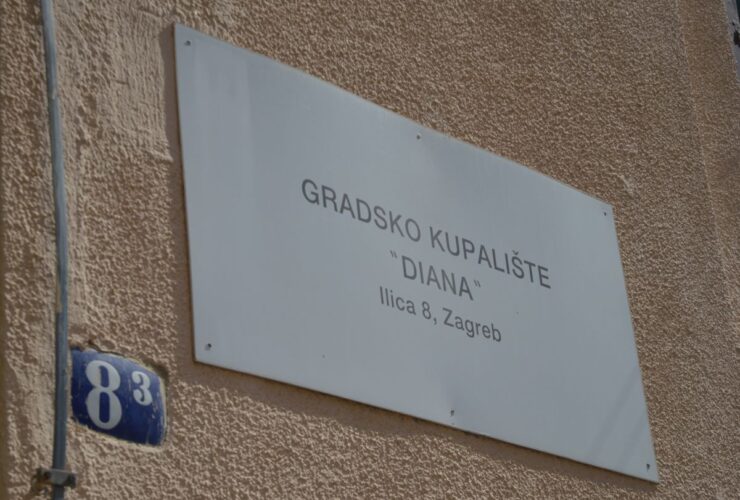 GRADSKO KUPALIŠTE
"DIANA"
Ilica 8, Zagreb
8³